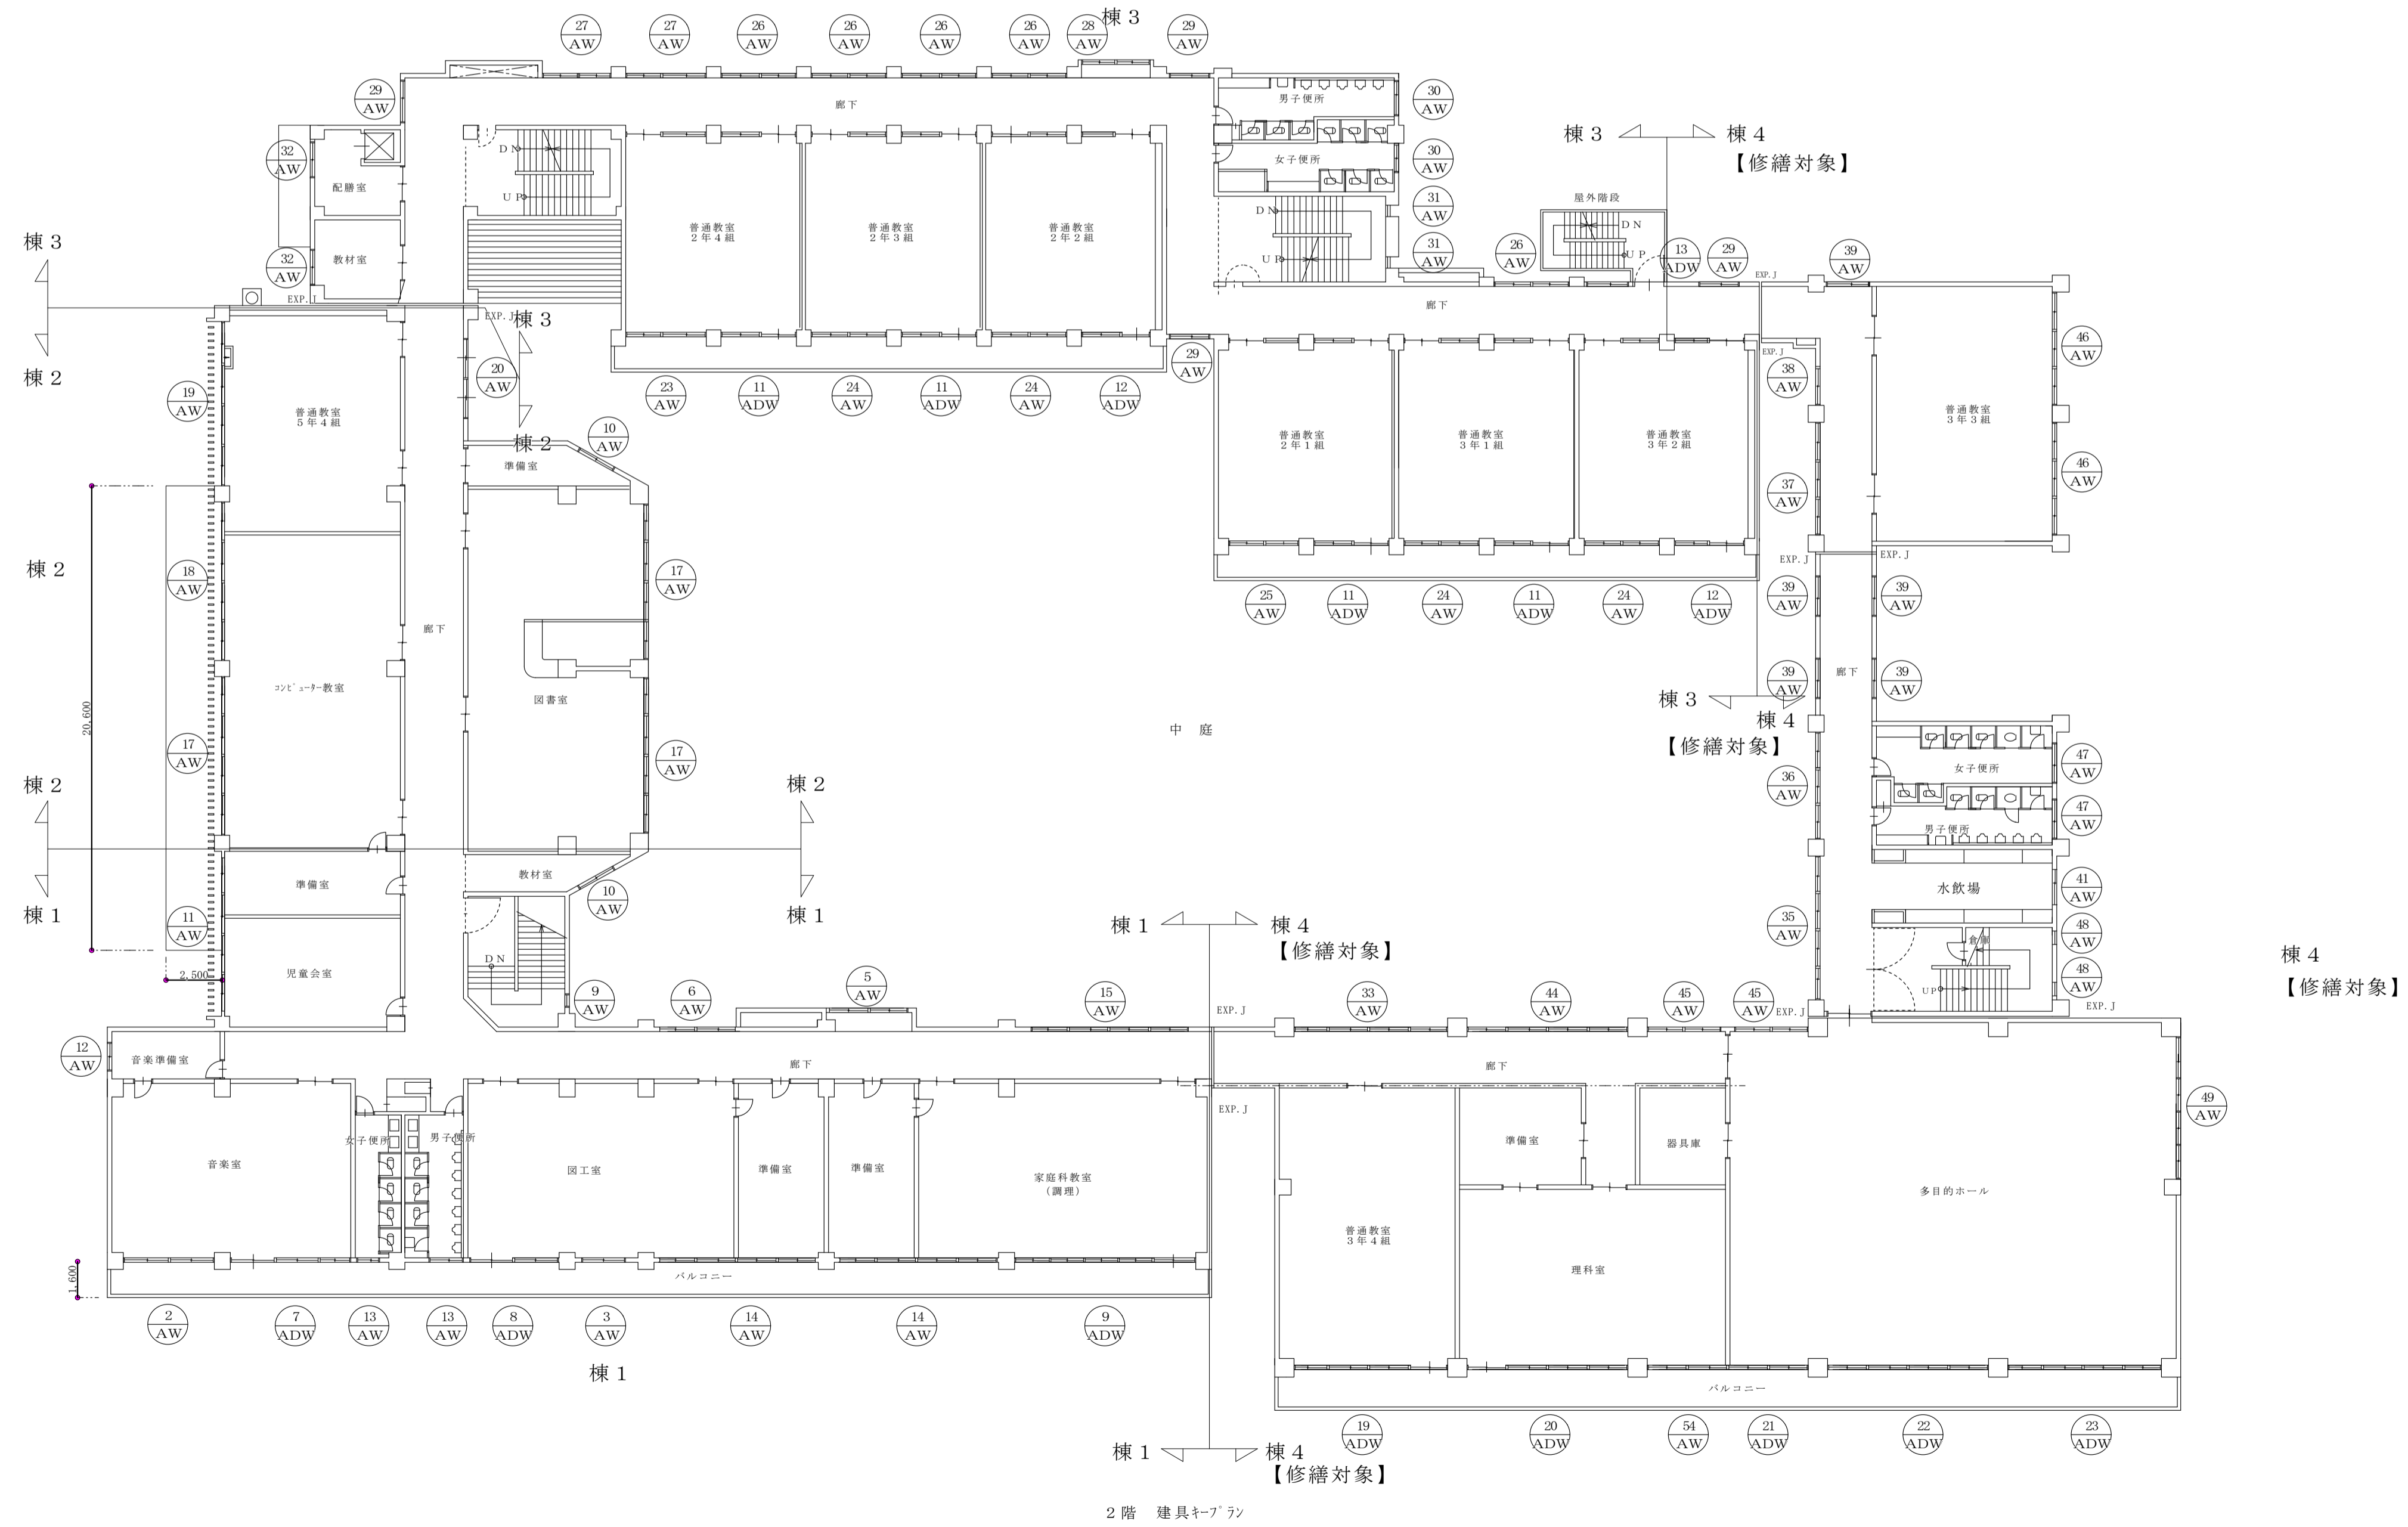 棟3
27
AW
27
AW
26
AW
26
AW
26
AW
26
AW
28
AW
29
AW
29
AW
廊下
男子便所
30
AW
女子便所
30
AW
32
AW
配膳室
DN
UP
31
AW
31
AW
DN
UP
屋外階段
DN
UP
棟3
棟4
【修繕対象】
普通教室
2年4組
普通教室
2年3組
普通教室
2年2組
棟3
棟2
32
AW
教材室
EXP.J
26
AW
13
ADW
29
AW
EXP.J
39
AW
廊下
EXP.J
棟3
棟2
20
AW
19
AW
普通教室
5年4組
23
AW
11
ADW
24
AW
11
ADW
24
AW
12
ADW
29
AW
EXP.J
38
AW
46
AW
普通教室
3年3組
10
AW
準備室
普通教室
2年1組
普通教室
3年1組
普通教室
3年2組
37
AW
46
AW
棟2
18
AW
17
AW
EXP.J
EXP.J
25
AW
11
ADW
24
AW
11
ADW
24
AW
12
ADW
39
AW
39
AW
廊下
20,600
コンピューター教室
図書室
39
AW
廊下
39
AW
棟3
棟4
【修繕対象】
中 庭
17
AW
17
AW
36
AW
女子便所
47
AW
47
AW
男子便所
棟2
棟1
棟2
棟1
準備室
教材室
10
AW
水飲場
41
AW
11
AW
児童会室
2,500
DN
棟1
棟4
【修繕対象】
35
AW
倉庫
UP
48
AW
48
AW
EXP.J
棟4
【修繕対象】
9
AW
6
AW
5
AW
15
AW
EXP.J
33
AW
44
AW
45
AW
45
AW
EXP.J
12
AW
音楽準備室
廊下
廊下
EXP.J
49
AW
女子便所
男子便所
音楽室
図工室
準備室
準備室
家庭科教室
(調理)
準備室
器具庫
多目的ホール
普通教室
3年4組
理科室
1,600
バルコニー
2
AW
7
ADW
13
AW
13
AW
8
ADW
3
AW
14
AW
14
AW
9
ADW
棟1
バルコニー
19
ADW
20
ADW
54
AW
21
ADW
22
ADW
23
ADW
棟1
棟4
【修繕対象】
2階 建具キープラン